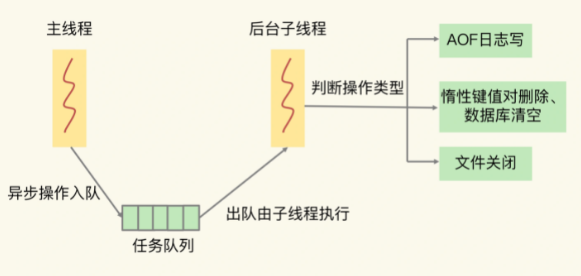 主线程
后台子线程
AOF日志写
判断操作类型
惰性键值对删除、
数据库清空
文件关闭
异步操作入队
出队由子线程执行
任务队列